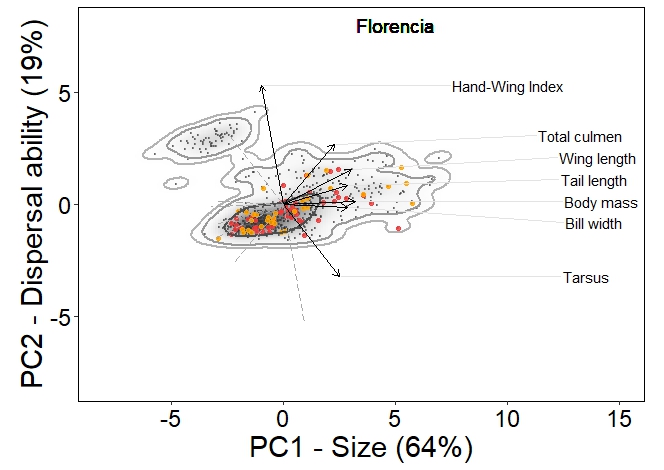 Florencia
PC2 - Dispersal ability (19%)
5
0
-5
Hand-Wing Index
Total culmen
Wing length
Tail length
Body mass
Bill width
Tarsus
-5
0
5
10
15
PC1 - Size (64%)